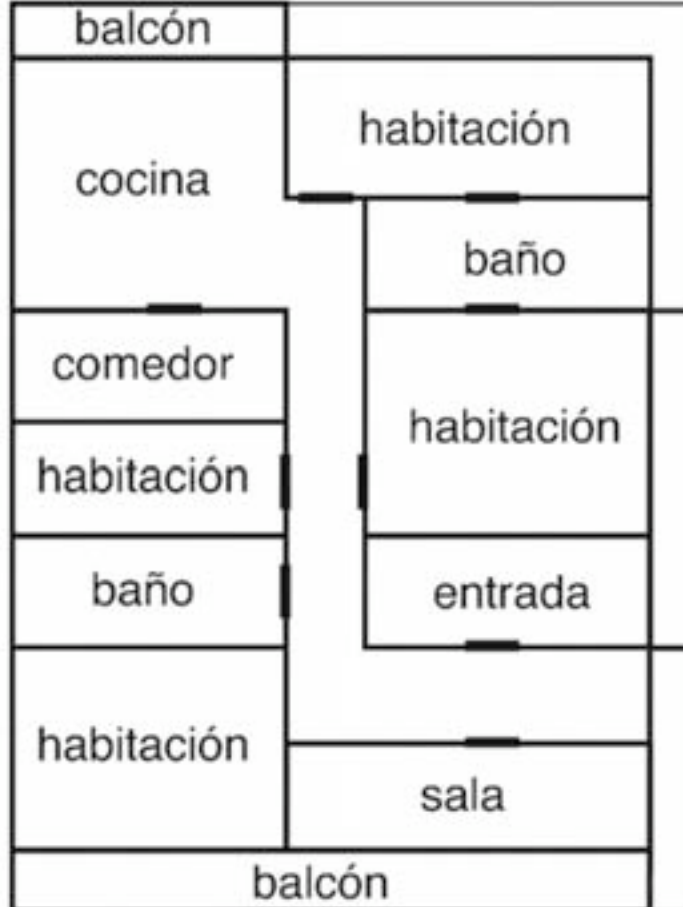 balcón
habitación
cocina
baño
comedor
habitación
habitación
baño
entrada
habitación
sala
balcón